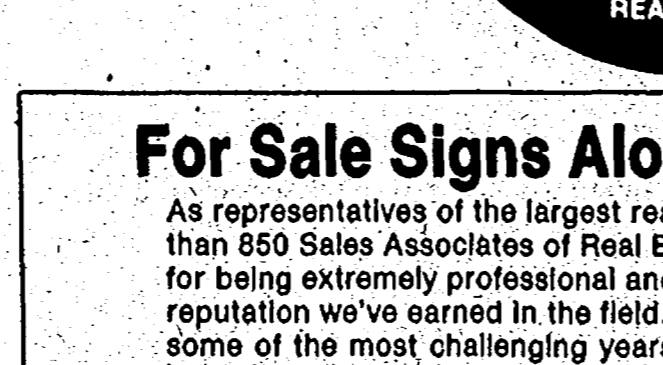 REA
For Sale Signs Alo
As representatives of the largest rea
than 850 Sales Associates of Real E
for being extremely professional and
reputation we've earned in the field.
some of the most challenging years